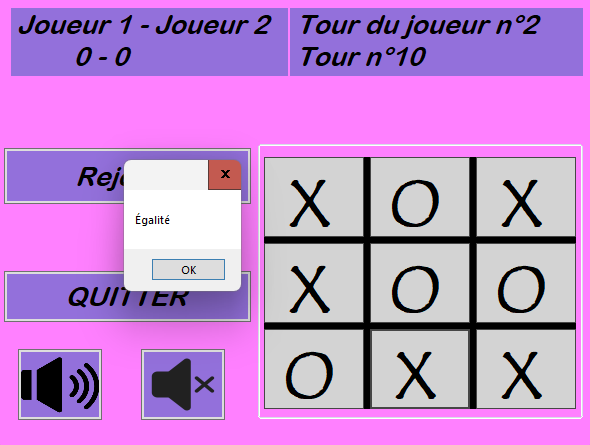 Joueur 1 - Joueur 2
0 - 0
Tour du joueur n°2
Tour n°10
x
Égalité
OK
QUITTER
X O X
X O O
O X X